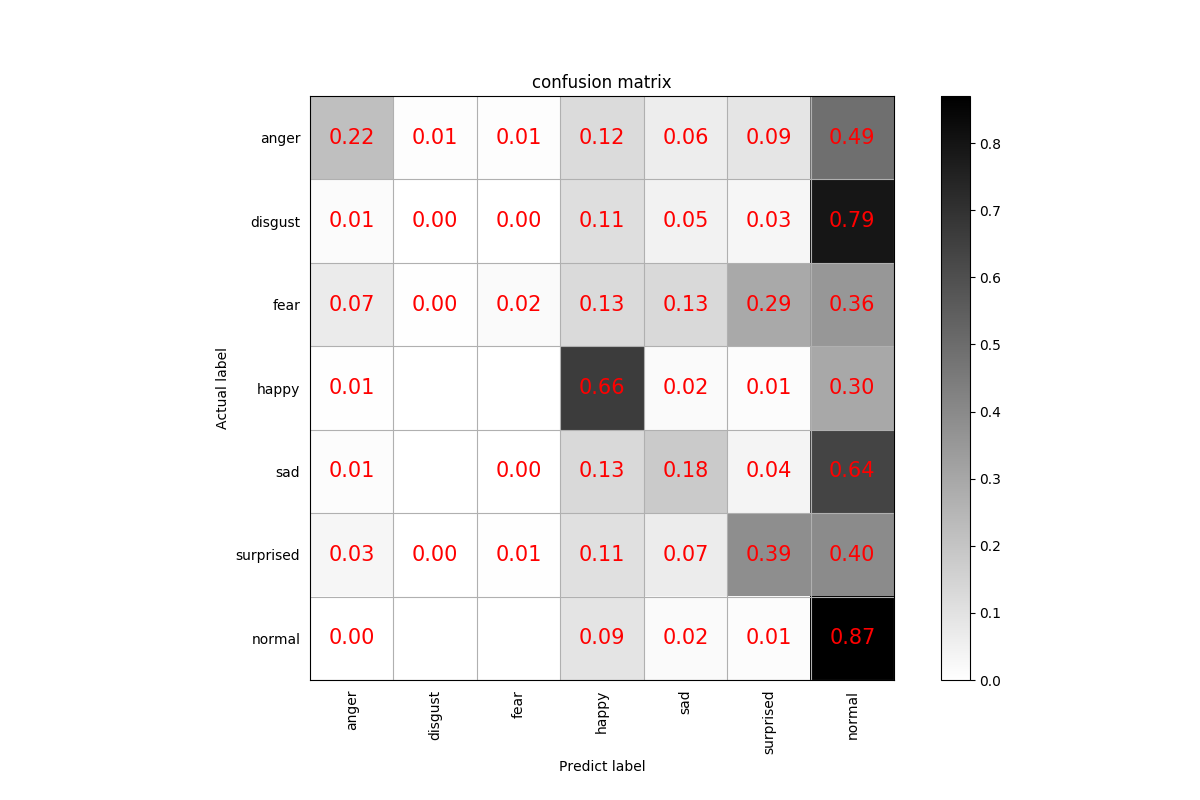 confusion matrix
anger 0.22 0.01 0.01 0.12 0.06 0.09 0.49
disgust 0.01 0.00 0.00 0.11 0.05 0.03 0.79
fear 0.07 0.00 0.02 0.13 0.13 0.29 0.36
happy 0.01 0.66 0.02 0.01 0.30
sad 0.01 0.00 0.13 0.18 0.04 0.64
surprised 0.03 0.00 0.01 0.11 0.07 0.39 0.40
normal 0.00 0.09 0.02 0.01 0.87
Actual label
anger disgust fear happy sad surprised normal
Predict label
0.8
0.7
0.6
0.5
0.4
0.3
0.2
0.1
0.0